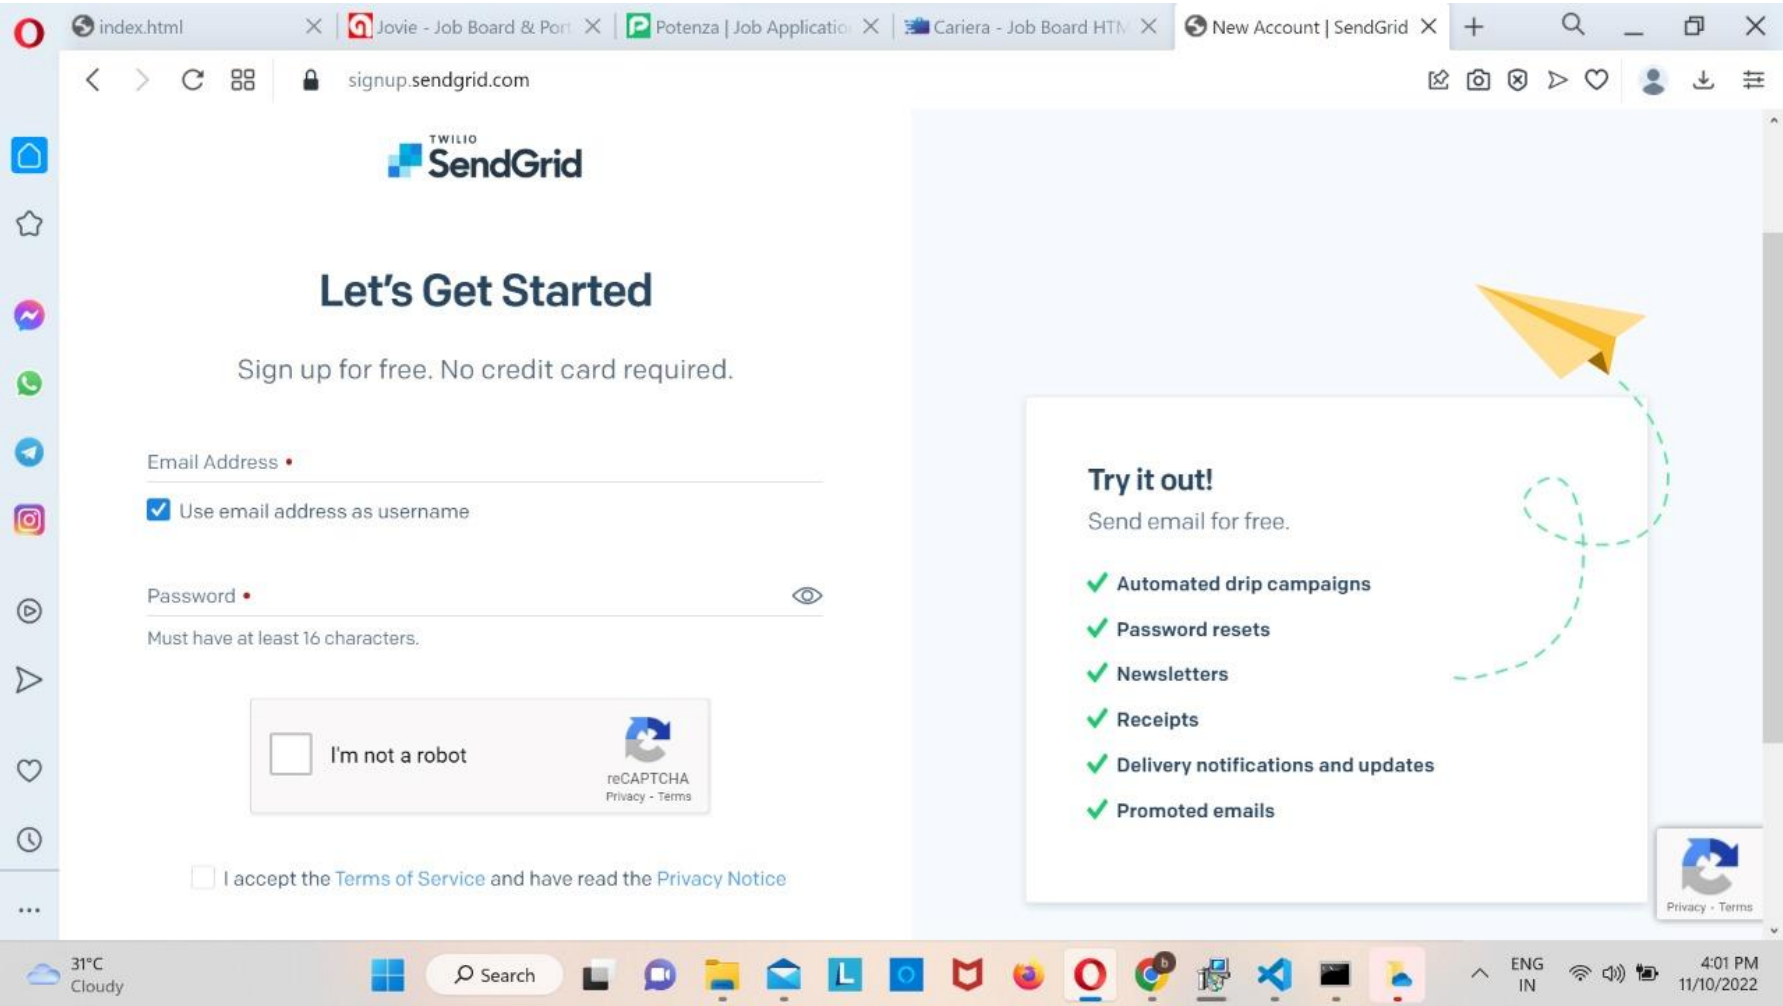 index.html
Jovie - Job Board & Port
Potenza | Job Application
Cariera - Job Board HTM
New Account | SendGrid
signup.sendgrid.com
TWILIO
SendGrid
Let's Get Started
Sign up for free. No credit card required.
Email Address •
Use email address as username
Password •
Must have at least 16 characters.
I'm not a robot
reCAPTCHA
Privacy - Terms
I accept the Terms of Service and have read the Privacy Notice
Try it out!
Send email for free.
Automated drip campaigns
Password resets
Newsletters
Receipts
Delivery notifications and updates
Promoted emails
Privacy - Terms
31°C
Cloudy
Search
L
b
ENG
IN
4:01 PM
11/10/2022